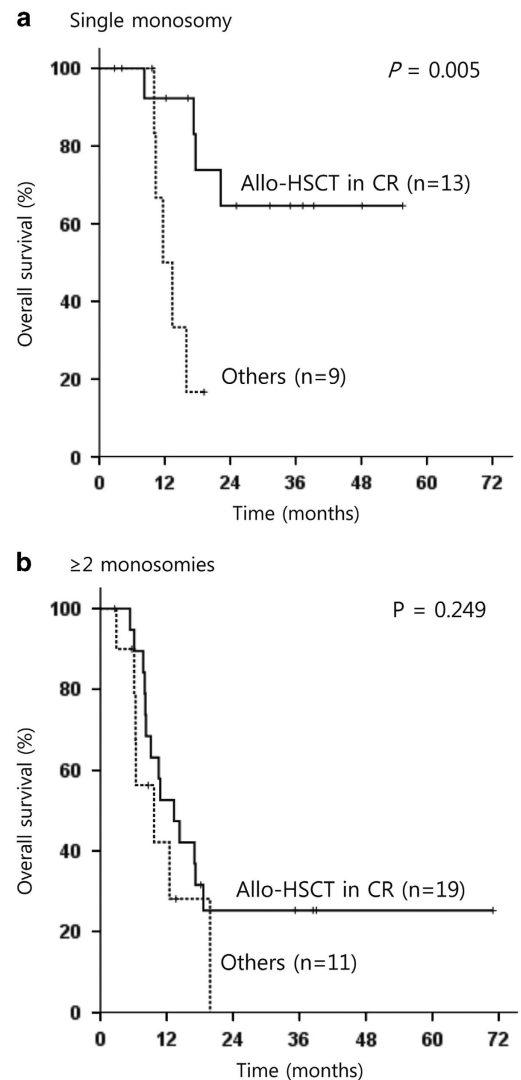 a Single monosomy
P = 0.005
100
80
60
40
20
0
Overall survival (%)
Allo-HSCT in CR (n=13)
Others (n=9)
0 12 24 36 48 60 72
Time (months)
b ≥2 monosomies
P = 0.249
100
80
60
40
20
0
Overall survival (%)
Allo-HSCT in CR (n=19)
Others (n=11)
0 12 24 36 48 60 72
Time (months)